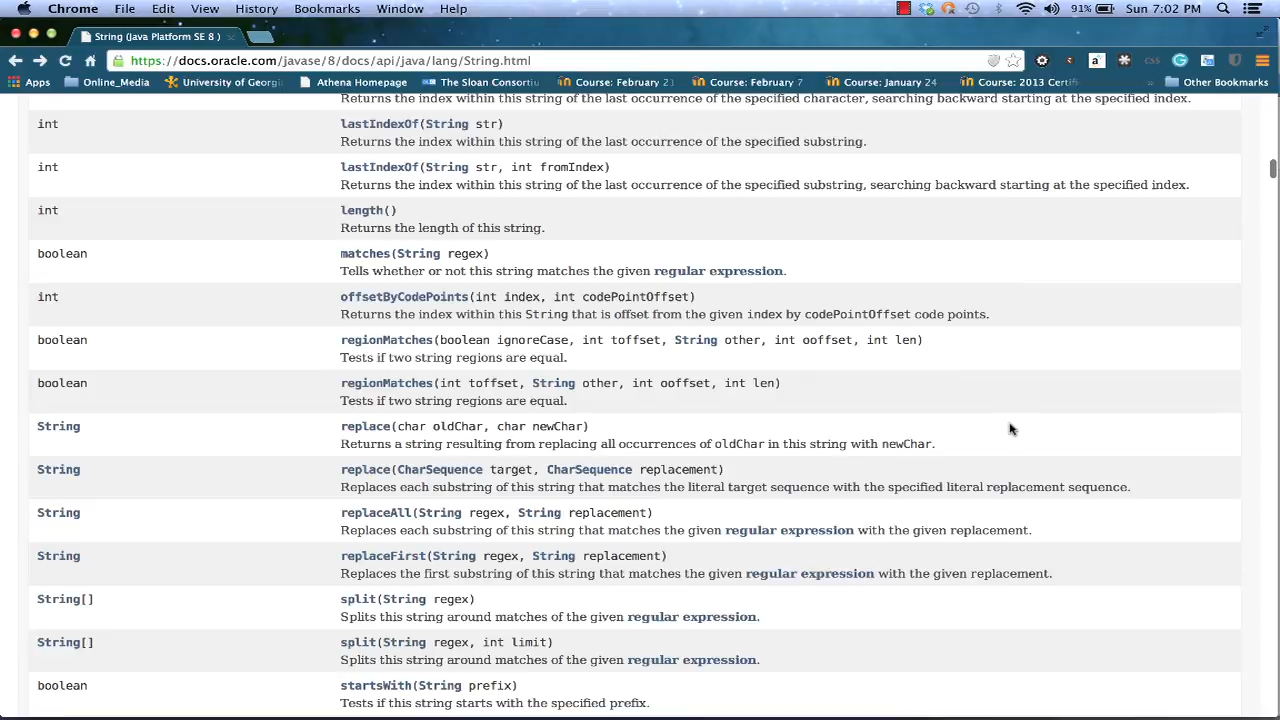 Chrome File Edit View History Bookmarks Window Help 91% Sun 7:02 PM
String (Java Platform SE 8 )
https://docs.oracle.com/javase/8/docs/api/java/lang/String.html
Apps Online_Media University of Georgi Athena Homepage The Sloan Consortiu Course: February 21 Course: February 7 Course: January 24 Course: 2013 Certif » Other Bookmarks
Returns the index within this string of the last occurrence of the specified character, searching backward starting at the specified index.
int lastIndexOf(String str)
Returns the index within this string of the last occurrence of the specified substring.
int lastIndexOf(String str, int fromIndex)
Returns the index within this string of the last occurrence of the specified substring, searching backward starting at the specified index.
int length()
Returns the length of this string.
boolean matches(String regex)
Tells whether or not this string matches the given regular expression.
int offsetByCodePoints(int index, int codePointOffset)
Returns the index within this String that is offset from the given index by codePointOffset code points.
boolean regionMatches(boolean ignoreCase, int toffset, String other, int ooffset, int len)
Tests if two string regions are equal.
boolean regionMatches(int toffset, String other, int ooffset, int len)
Tests if two string regions are equal.
String replace(char oldChar, char newChar)
Returns a string resulting from replacing all occurrences of oldChar in this string with newChar.
String replace(CharSequence target, CharSequence replacement)
Replaces each substring of this string that matches the literal target sequence with the specified literal replacement sequence.
String replaceAll(String regex, String replacement)
Replaces each substring of this string that matches the given regular expression with the given replacement.
String replaceFirst(String regex, String replacement)
Replaces the first substring of this string that matches the given regular expression with the given replacement.
String[] split(String regex)
Splits this string around matches of the given regular expression.
String[] split(String regex, int limit)
Splits this string around matches of the given regular expression.
boolean startsWith(String prefix)
Tests if this string starts with the specified prefix.